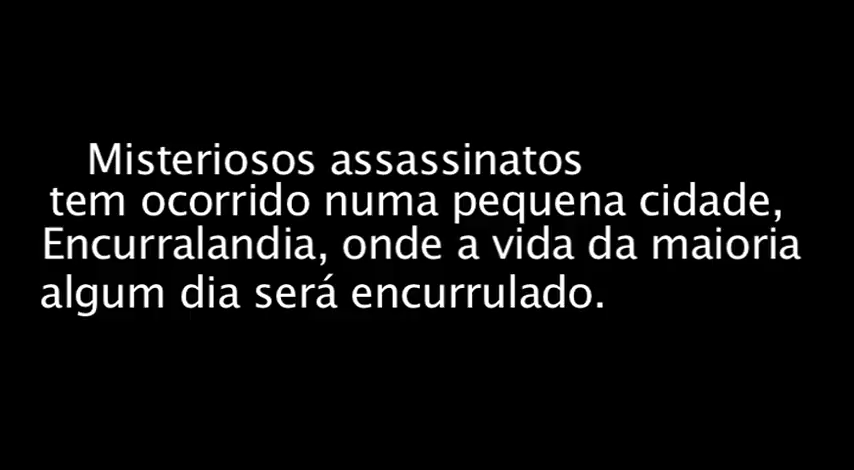 Misteriosos assassinatos
tem ocorrido numa pequena cidade,
Encurralandia, onde a vida da maioria
algum dia será encurrulado.